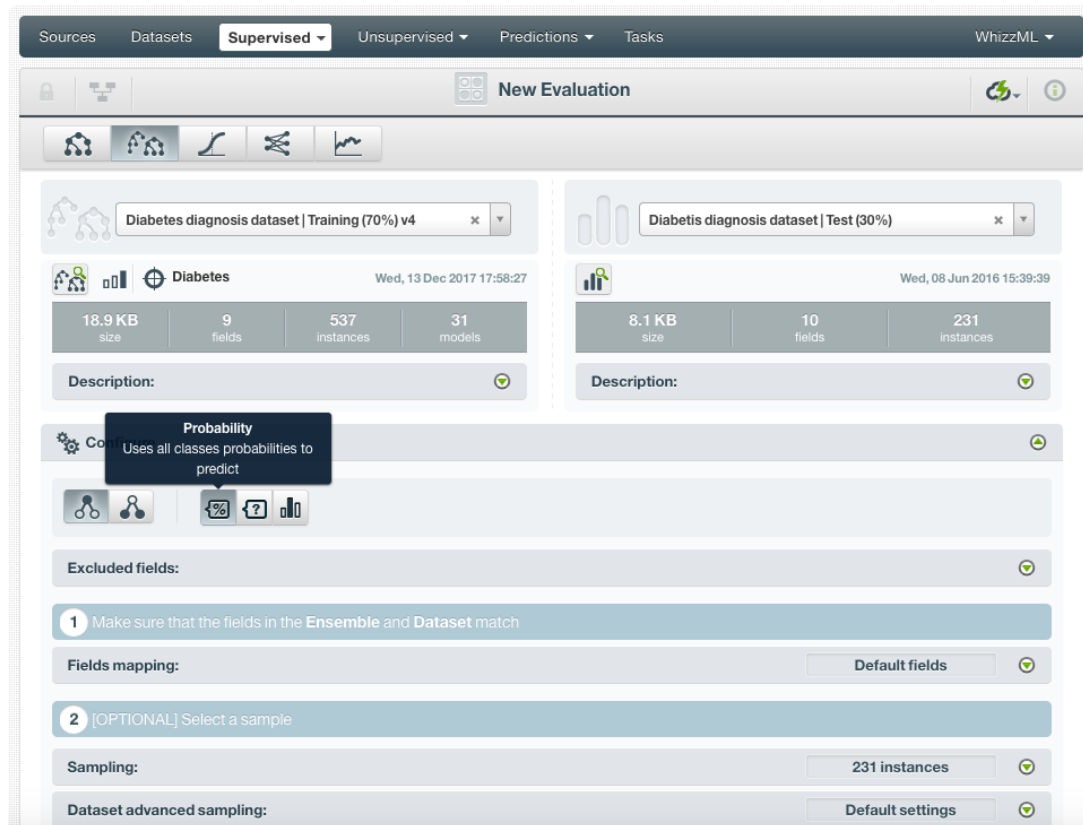 Sources Datasets Supervised Unsupervised Predictions Tasks WhizzML
New Evaluation
Diabetes diagnosis dataset | Training (70%) v4
Diabetis diagnosis dataset | Test (30%)
Diabetes Wed, 13 Dec 2017 17:58:27
Wed, 08 Jun 2016 15:39:39
18.9 KB 9 537 31
size fields instances models
8.1 KB 10 231
size fields instances
Description:
Description:
Probability
Uses all classes probabilities to
predict
Excluded fields:
1 Make sure that the fields in the Ensemble and Dataset match
Fields mapping: Default fields
2 [OPTIONAL] Select a sample
Sampling: 231 instances
Dataset advanced sampling: Default settings